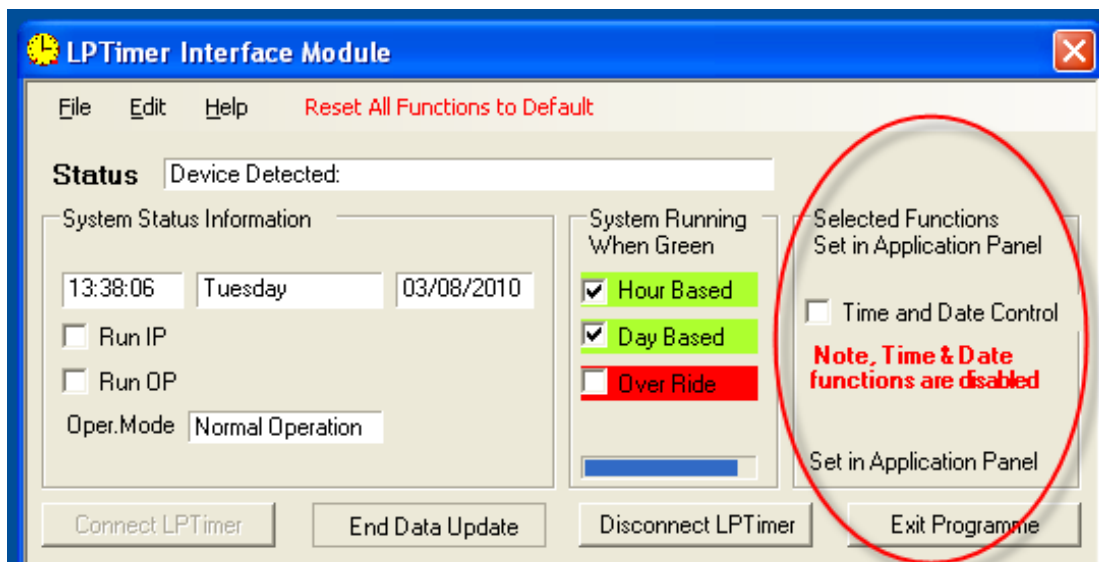 LPTimer Interface Module
File Edit Help Reset All Functions to Default
Status Device Detected:
System Status Information
13:38:06 Tuesday 03/08/2010
Run IP
Run OP
Oper.Mode Normal Operation
System Running
When Green
Hour Based
Day Based
Over Ride
Selected Functions
Set in Application Panel
Time and Date Control
Note, Time & Date
functions are disabled
Set in Application Panel
Connect LPTimer End Data Update Disconnect LPTimer Exit Programme